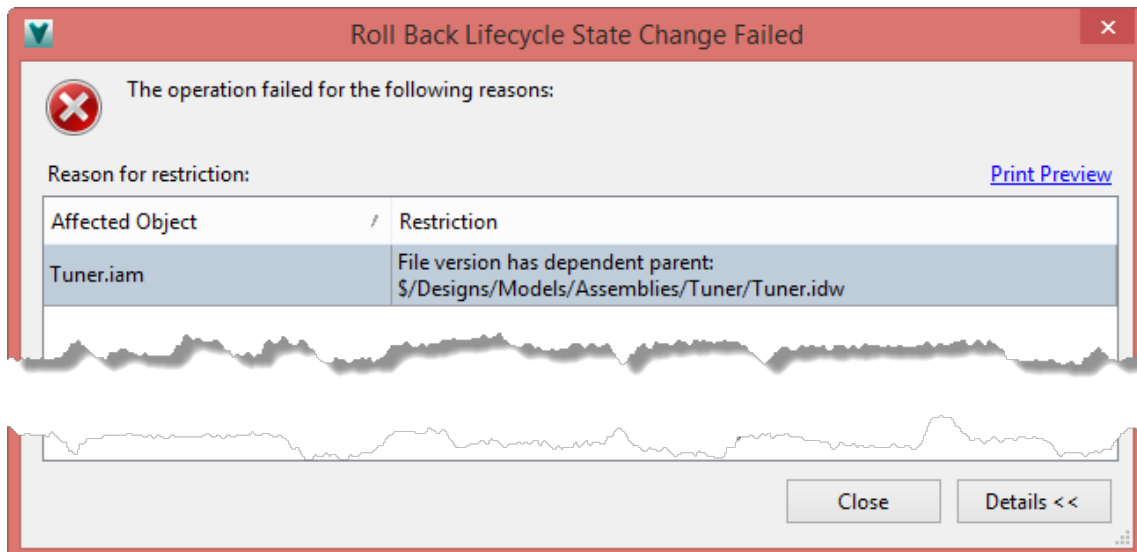 Roll Back Lifecycle State Change Failed
The operation failed for the following reasons:
Reason for restriction:
Print Preview
Affected Object
Restriction
Tuner.iam
File version has dependent parent:
$/Designs/Models/Assemblies/Tuner/Tuner.idw
Close
Details <<